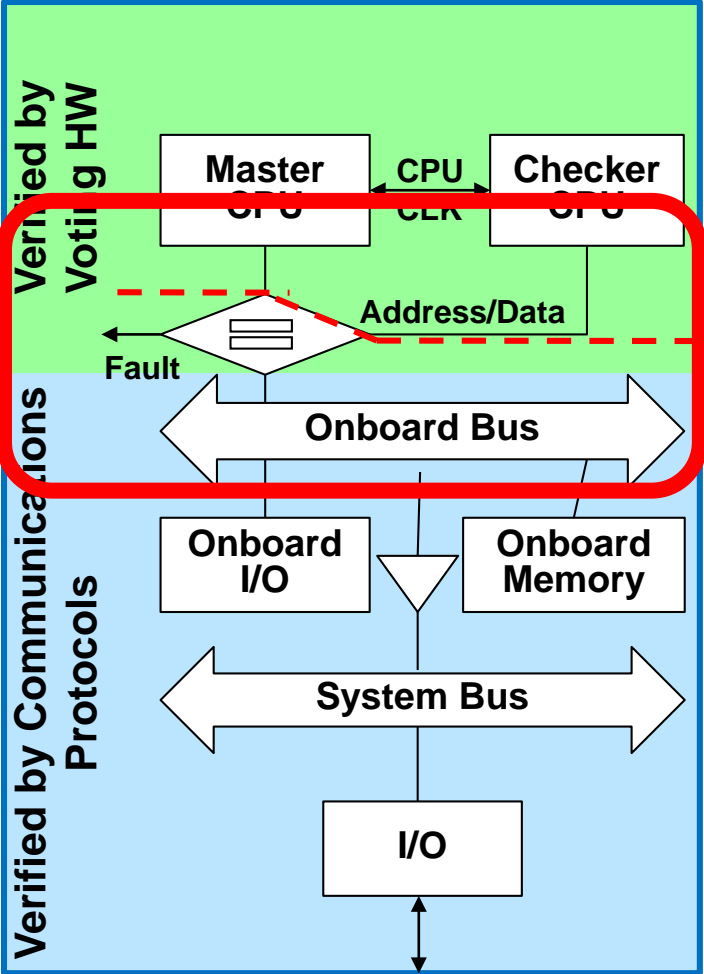 Verified by
Voting HW
Master
CPU
CPU
CLK
Checker
CPU
Address/Data
Fault
Onboard Bus
Onboard
I/O
Onboard
Memory
System Bus
I/O
Verified by Communications
Protocols